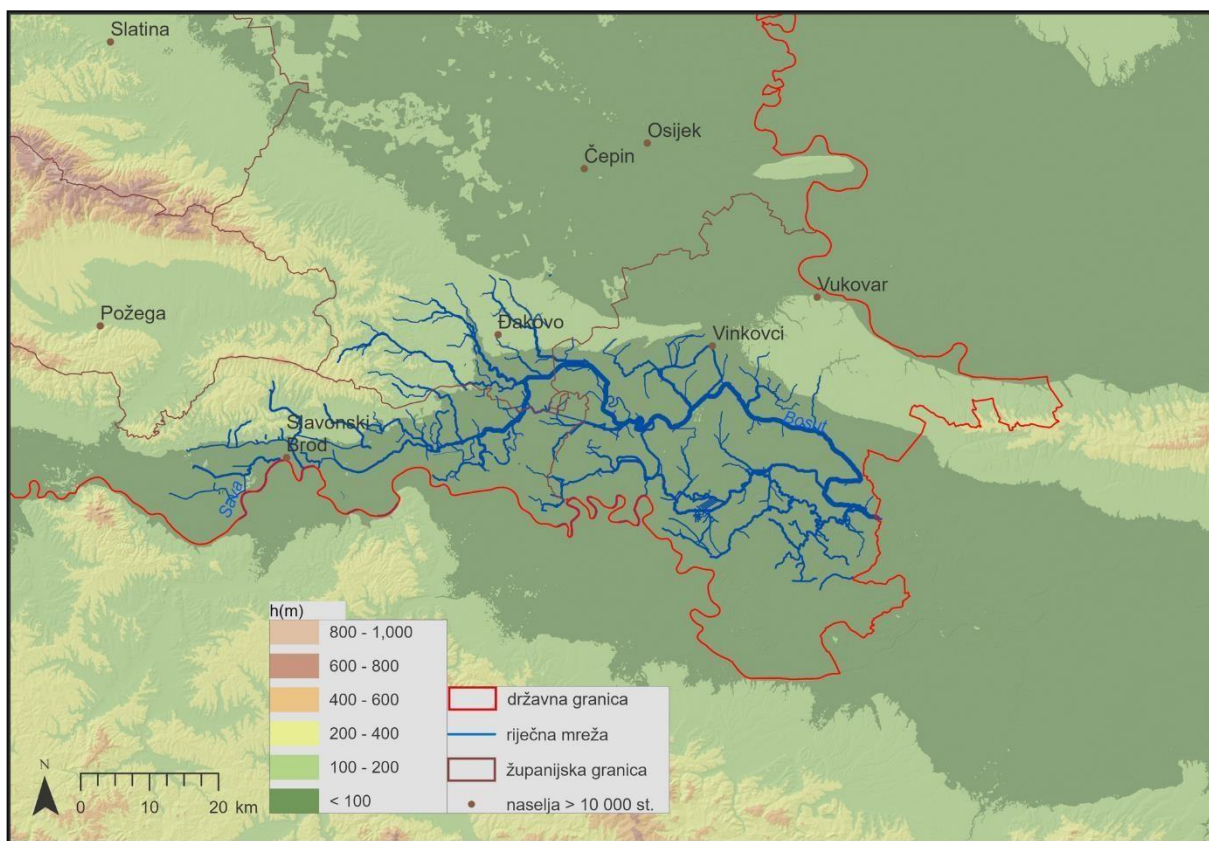 Slatina
Osijek
Čepin
Vukovar
Požega
Đakovo
Vinkovci
Bosut
Slavonski
Brod
Sava
h(m)
800 - 1,000
600 - 800
400 - 600
200 - 400
100 - 200
< 100
državna granica
riječna mreža
županijska granica
naselja > 10 000 st.
N
0 10 20 km